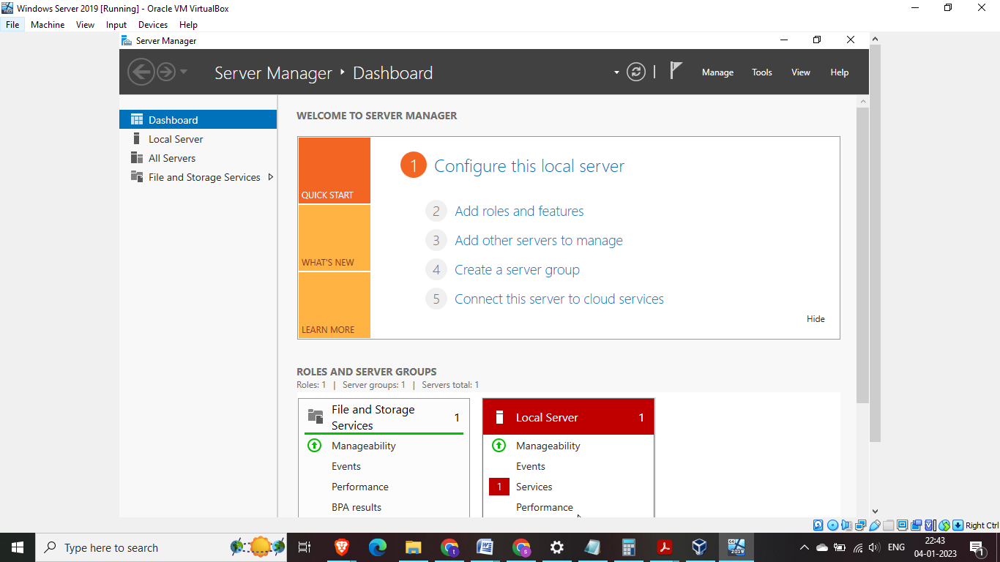 Windows Server 2019 [Running] - Oracle VM VirtualBox
File Machine View Input Devices Help
Server Manager
Server Manager Dashboard
Manage Tools View Help
Dashboard
Local Server
All Servers
File and Storage Services
WELCOME TO SERVER MANAGER
QUICK START
WHAT'S NEW
LEARN MORE
1 Configure this local server
2 Add roles and features
3 Add other servers to manage
4 Create a server group
5 Connect this server to cloud services
Hide
ROLES AND SERVER GROUPS
Roles: 1 | Server groups: 1 | Servers total: 1
File and Storage
Services 1
Manageability
Events
Performance
BPA results
Local Server 1
Manageability
Events
1 Services
Performance
Right Ctrl
Type here to search
ENG
22:43
04-01-2023
1